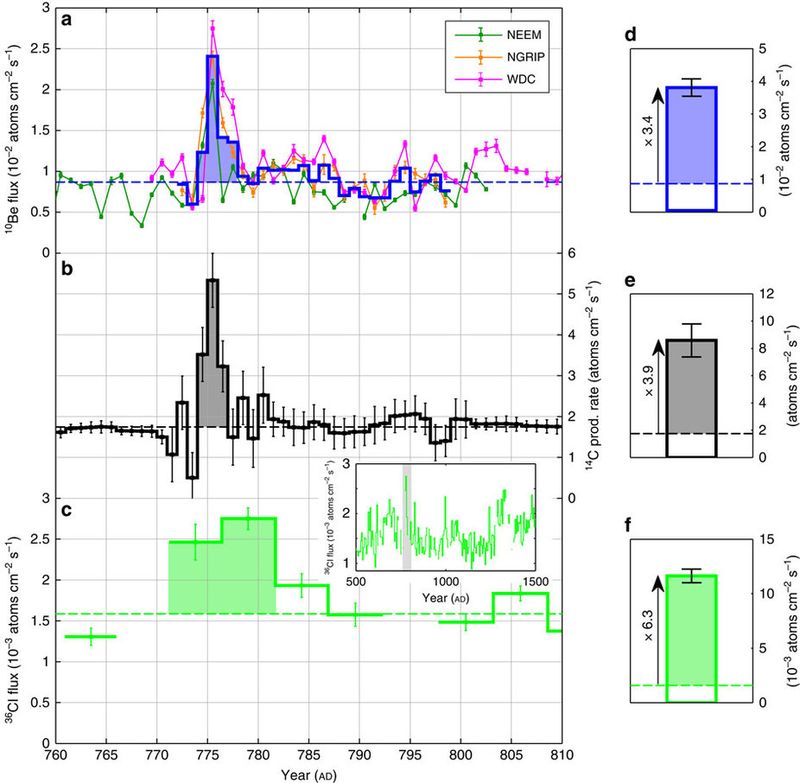 a
3
2.5
2
1.5
1
0.5
0
¹⁰Be flux (10⁻² atoms cm⁻² s⁻¹)
NEEM
NGRIP
WDC
b
6
5
4
3
2
1
0
¹⁴C prod. rate (atoms cm⁻² s⁻¹)
c
3
2.5
2
1.5
1
0.5
0
³⁶Cl flux (10⁻³ atoms cm⁻² s⁻¹)
3
2
1
³⁶Cl flux (10⁻³ atoms cm⁻² s⁻¹)
500 1000 1500
Year (AD)
760 765 770 775 780 785 790 795 800 805 810
Year (AD)
d
× 3.4
5
4
3
2
1
0
(10⁻² atoms cm⁻² s⁻¹)
e
× 3.9
12
10
8
6
4
2
0
(atoms cm⁻² s⁻¹)
f
× 6.3
15
10
5
0
(10⁻³ atoms cm⁻² s⁻¹)